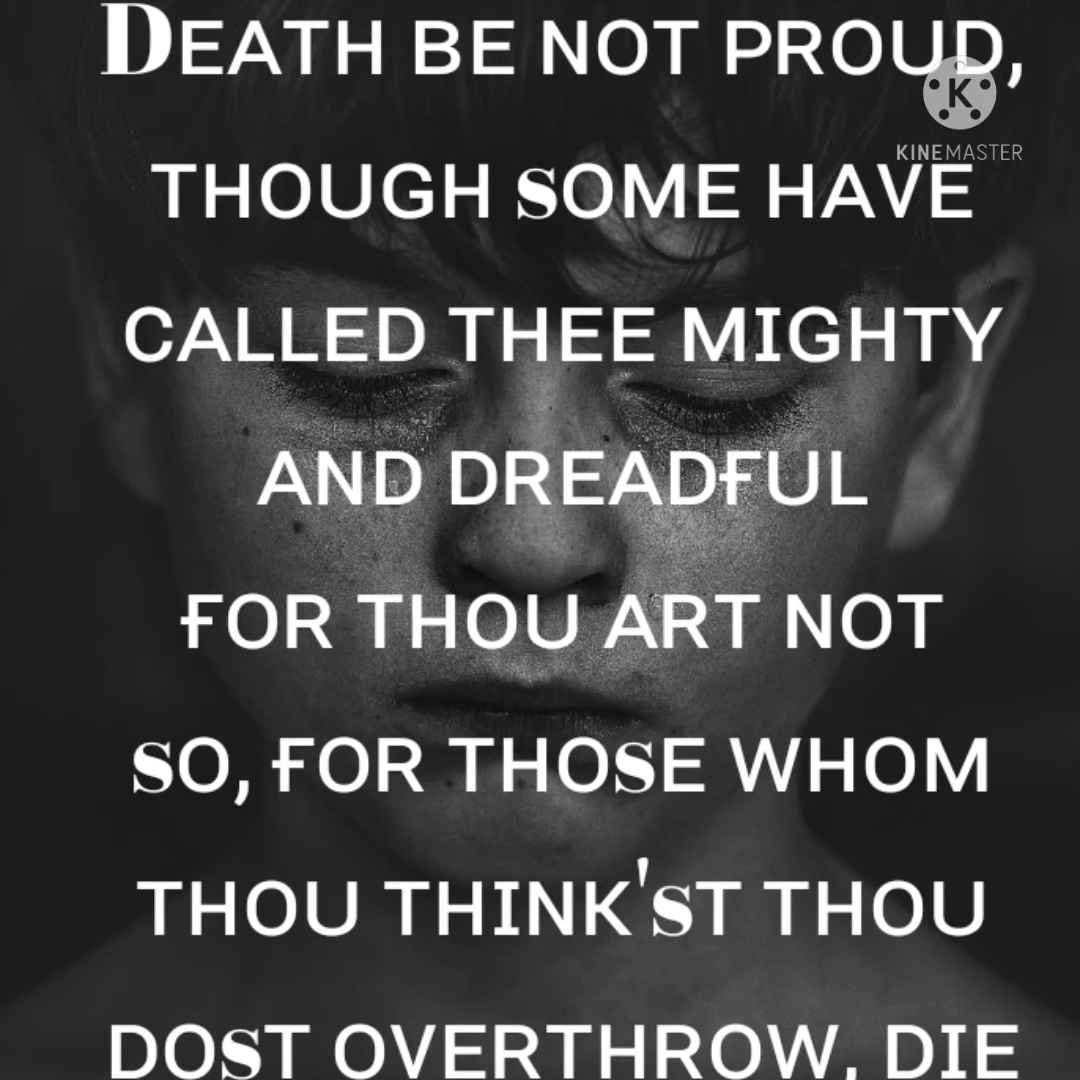 DEATH BE NOT PROUD,
KINEMASTER
THOUGH SOME HAVE
CALLED THEE MIGHTY
AND DREADFUL
FOR THOU ART NOT
SO, FOR THOSE WHOM
THOU THINK'ST THOU
DOST OVERTHROW, DIE